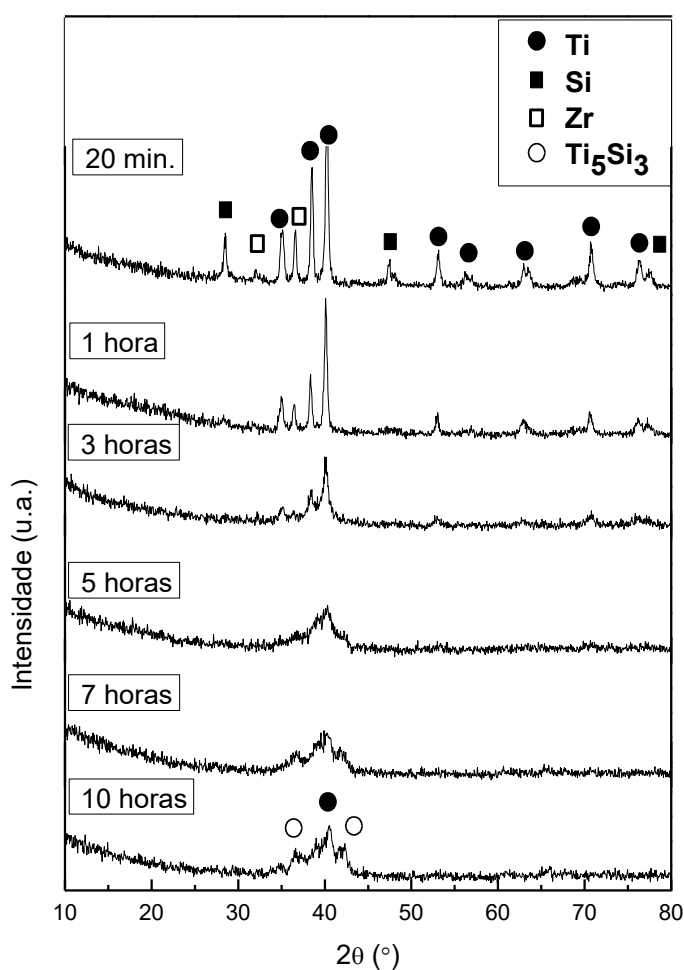 Ti
Si
Zr
Ti5Si3
20 min.
1 hora
3 horas
5 horas
7 horas
10 horas
Intensidade (u.a.)
10 20 30 40 50 60 70 80
2θ (°)